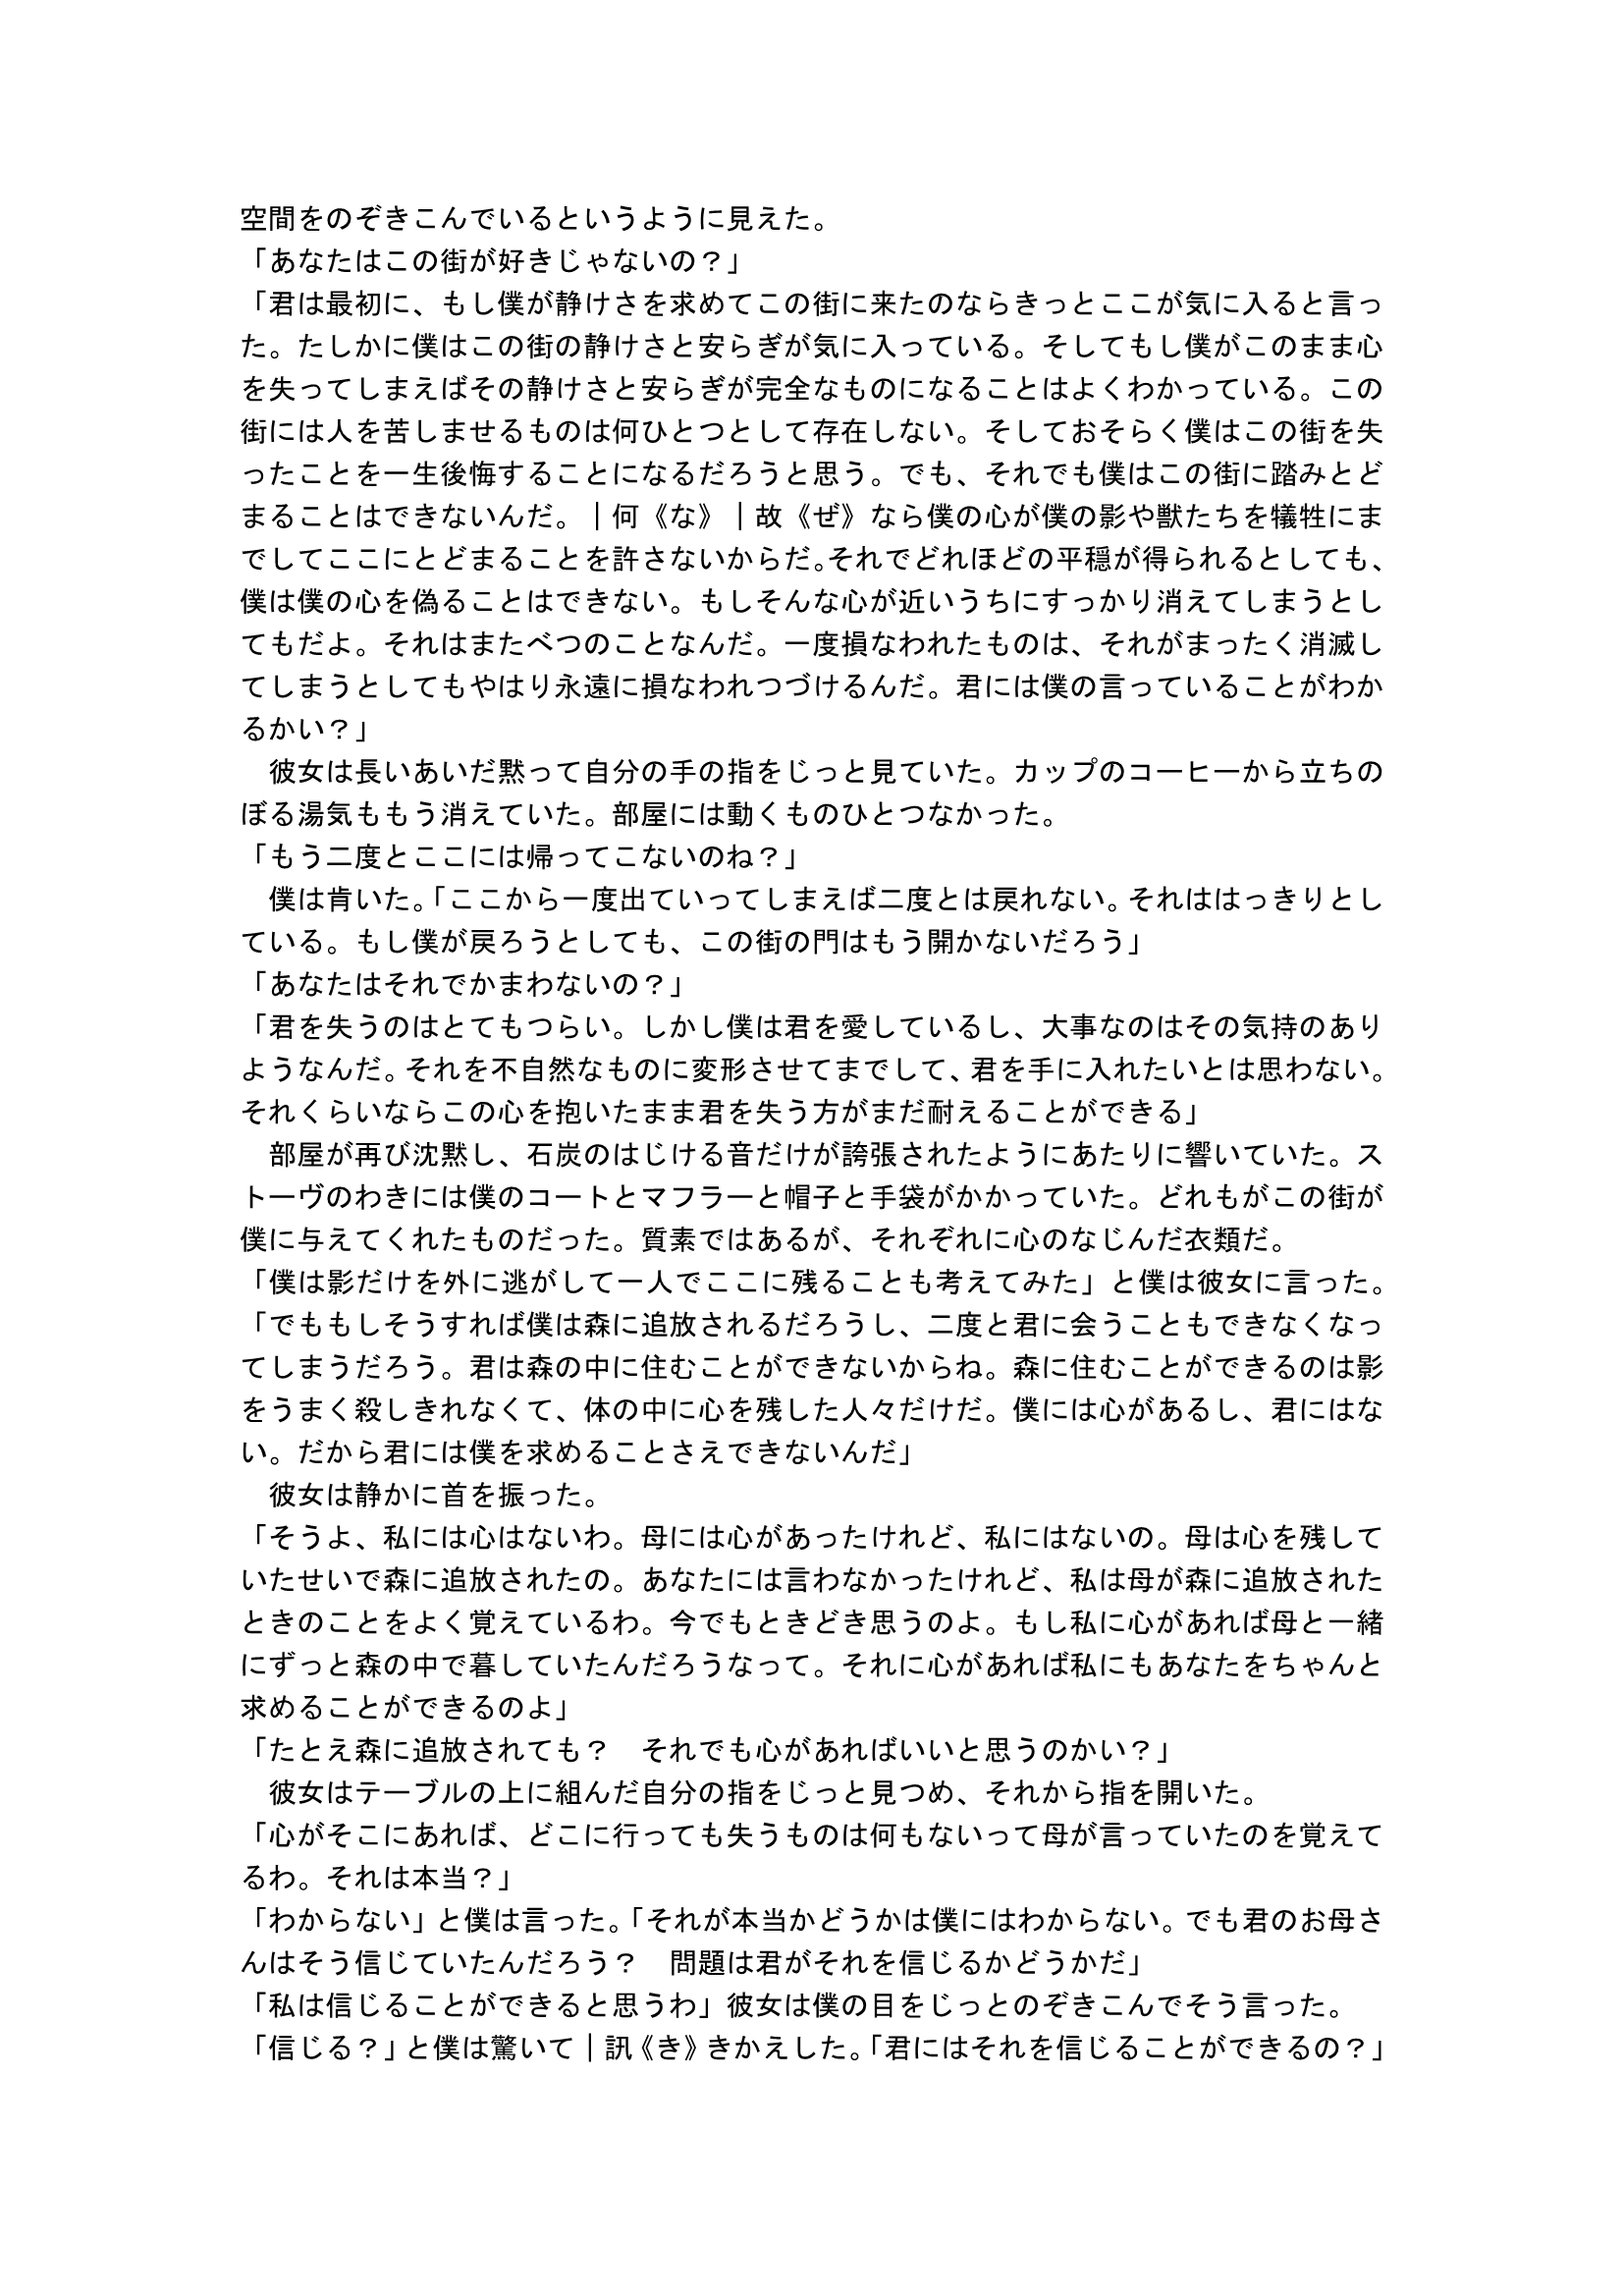 空間をのぞきこんでいるというように見えた。
「あなたはこの街が好きじゃないの？」
「君は最初に、もし僕が静けさを求めてこの街に来たのならきっとここが気に入ると言っ
た。たしかに僕はこの街の静けさと安らぎが気に入っている。そしてもし僕がこのまま心
を失ってしまえばその静けさと安らぎが完全なものになることはよくわかっている。この
街には人を苦しませるものは何ひとつとして存在しない。そしておそらく僕はこの街を失
ったことを一生後悔することになるだろうと思う。でも、それでも僕はこの街に踏みとど
まることはできないんだ。｜何《な》｜故《ぜ》なら僕の心が僕の影や獣たちを犠牲にま
でしてここにとどまることを許さないからだ。それでどれほどの平穏が得られるとしても、
僕は僕の心を偽ることはできない。もしそんな心が近いうちにすっかり消えてしまうとし
てもだよ。それはまたべつのことなんだ。一度損なわれたものは、それがまったく消滅し
てしまうとしてもやはり永遠に損なわれつづけるんだ。君には僕の言っていることがわか
るかい？」
　彼女は長いあいだ黙って自分の手の指をじっと見ていた。カップのコーヒーから立ちの
ぼる湯気ももう消えていた。部屋には動くものひとつなかった。
「もう二度とここには帰ってこないのね？」
　僕は肯いた。「ここから一度出ていってしまえば二度とは戻れない。それははっきりとし
ている。もし僕が戻ろうとしても、この街の門はもう開かないだろう」
「あなたはそれでかまわないの？」
「君を失うのはとてもつらい。しかし僕は君を愛しているし、大事なのはその気持のあり
ようなんだ。それを不自然なものに変形させてまでして、君を手に入れたいとは思わない。
それくらいならこの心を抱いたまま君を失う方がまだ耐えることができる」
　部屋が再び沈黙し、石炭のはじける音だけが誇張されたようにあたりに響いていた。ス
トーヴのわきには僕のコートとマフラーと帽子と手袋がかかっていた。どれもがこの街が
僕に与えてくれたものだった。質素ではあるが、それぞれに心のなじんだ衣類だ。
「僕は影だけを外に逃がして一人でここに残ることも考えてみた」と僕は彼女に言った。
「でももしそうすれば僕は森に追放されるだろうし、二度と君に会うこともできなくなっ
てしまうだろう。君は森の中に住むことができないからね。森に住むことができるのは影
をうまく殺しきれなくて、体の中に心を残した人々だけだ。僕には心があるし、君にはな
い。だから君には僕を求めることさえできないんだ」
　彼女は静かに首を振った。
「そうよ、私には心はないわ。母には心があったけれど、私にはないの。母は心を残して
いたせいで森に追放されたの。あなたには言わなかったけれど、私は母が森に追放された
ときのことをよく覚えているわ。今でもときどき思うのよ。もし私に心があれば母と一緒
にずっと森の中で暮していたんだろうなって。それに心があれば私にもあなたをちゃんと
求めることができるのよ」
「たとえ森に追放されても？　それでも心があればいいと思うのかい？」
　彼女はテーブルの上に組んだ自分の指をじっと見つめ、それから指を開いた。
「心がそこにあれば、どこに行っても失うものは何もないって母が言っていたのを覚えて
るわ。それは本当？」
「わからない」と僕は言った。「それが本当かどうかは僕にはわからない。でも君のお母さ
んはそう信じていたんだろう？　問題は君がそれを信じるかどうかだ」
「私は信じることができると思うわ」彼女は僕の目をじっとのぞきこんでそう言った。
「信じる？」と僕は驚いて｜訊《き》きかえした。「君にはそれを信じることができるの？」